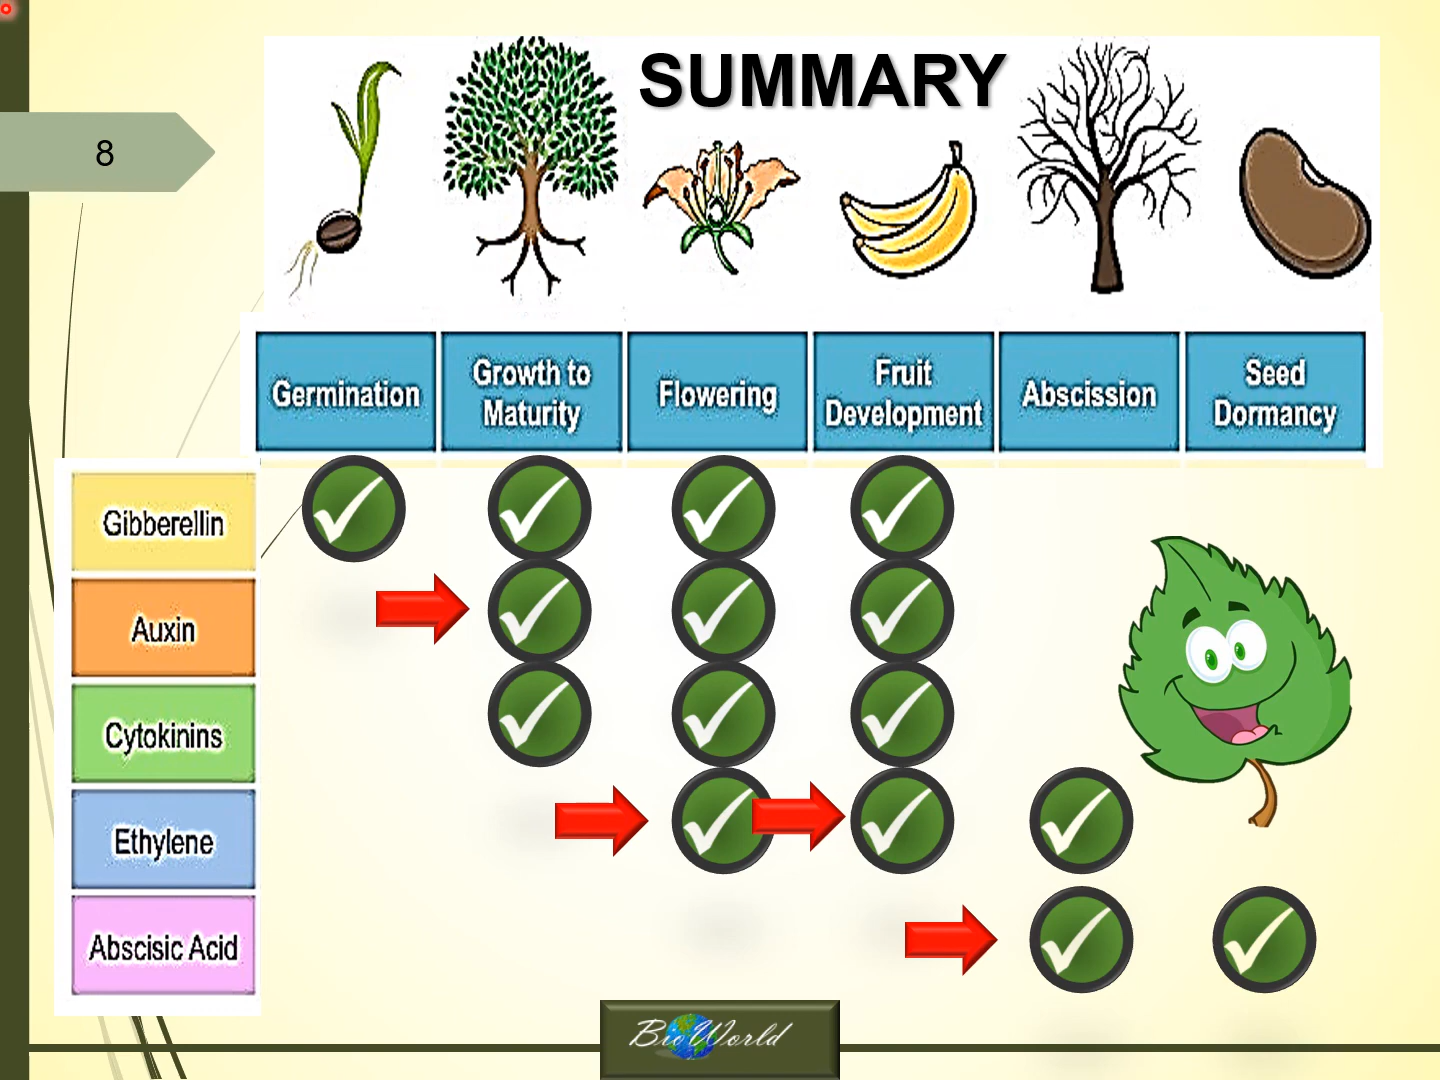 SUMMARY
8
Germination
Growth to
Maturity
Flowering
Fruit
Development
Abscission
Seed
Dormancy
Gibberellin
Auxin
Cytokinins
Ethylene
Abscisic Acid
BioWorld